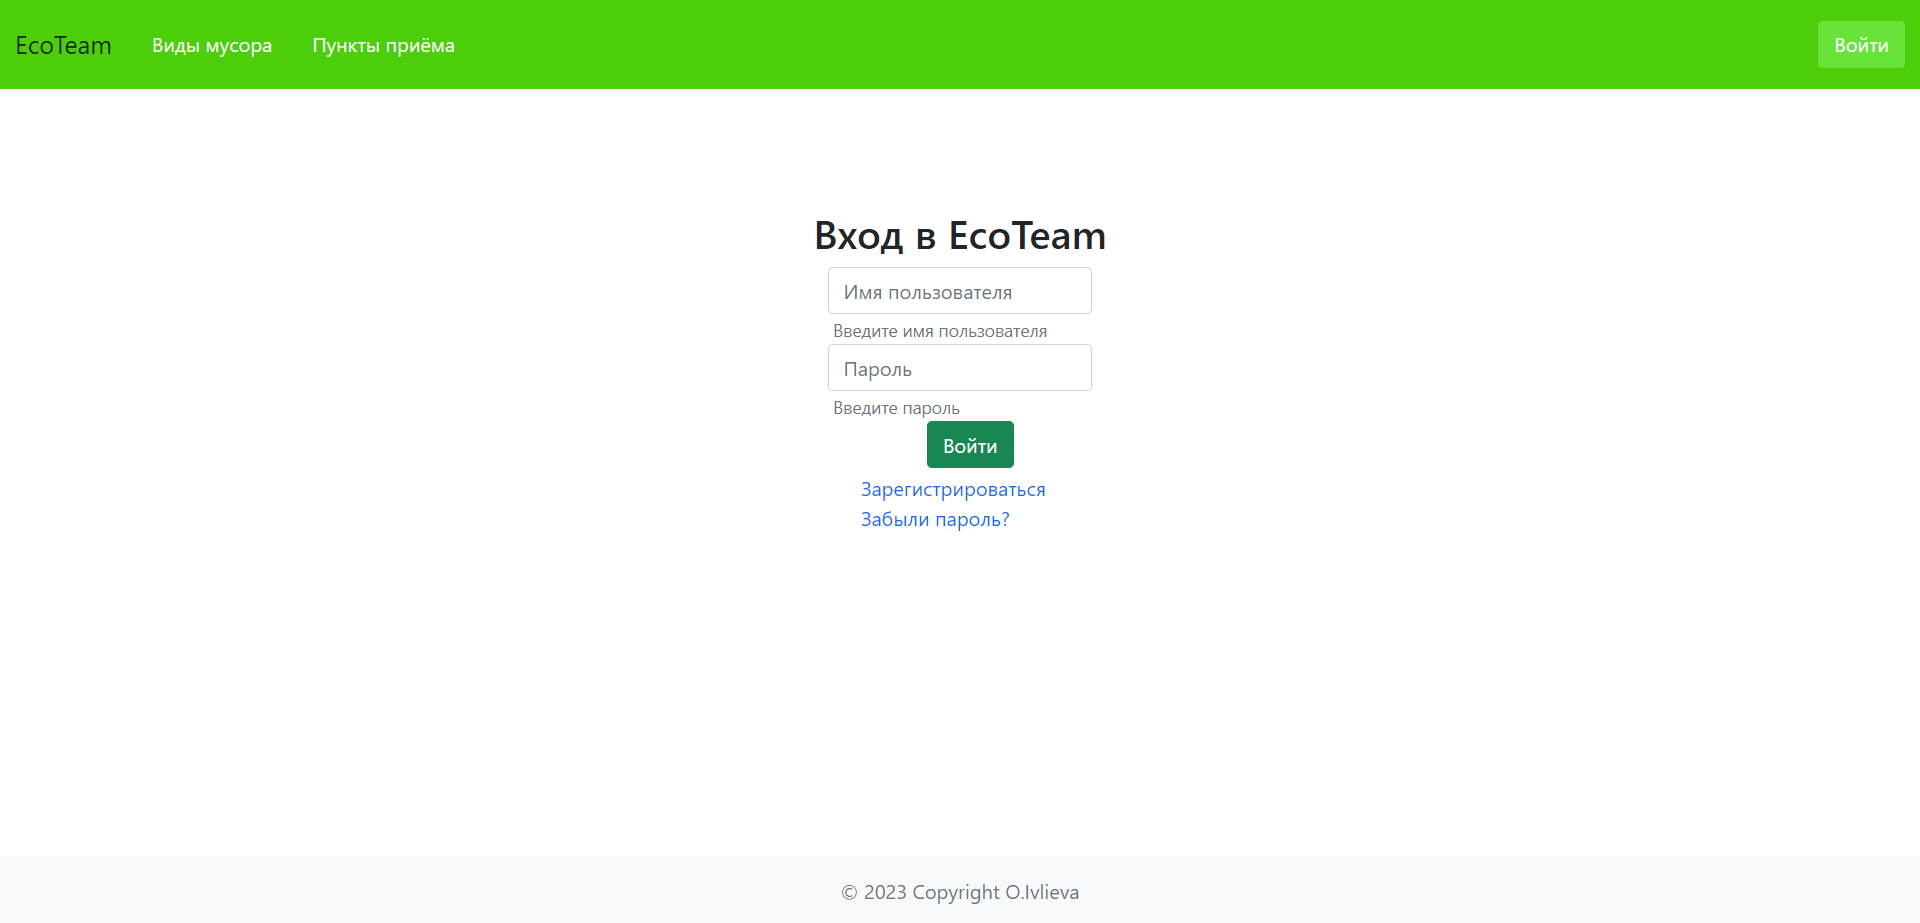 EcoTeam Виды мусора Пункты приёма Войти
Вход в EcoTeam
Имя пользователя
Введите имя пользователя
Пароль
Введите пароль
Войти
Зарегистрироваться
Забыли пароль?
© 2023 Copyright O.Ivlieva